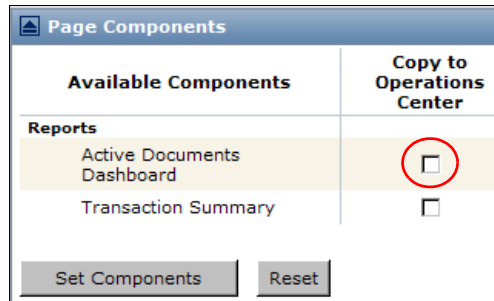 Page Components
Available Components
Copy to
Operations
Center
Reports
Active Documents
Dashboard
Transaction Summary
Set Components
Reset